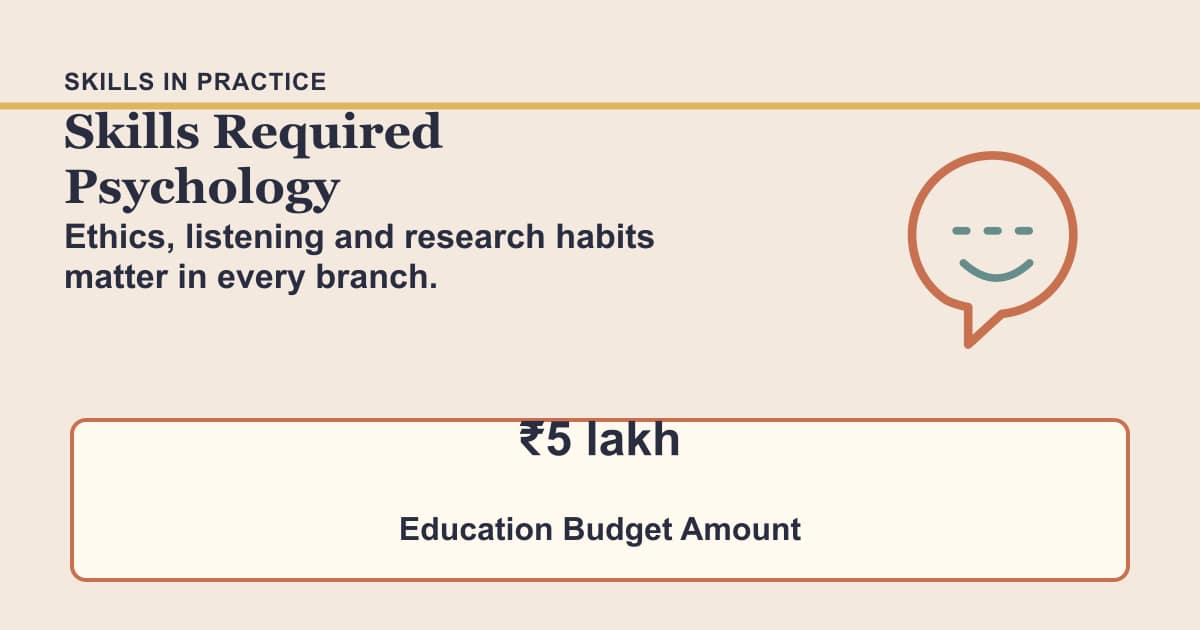 SKILLS IN PRACTICE
Skills Required
Psychology
Ethics, listening and research habits
matter in every branch.
₹5 lakh
Education Budget Amount